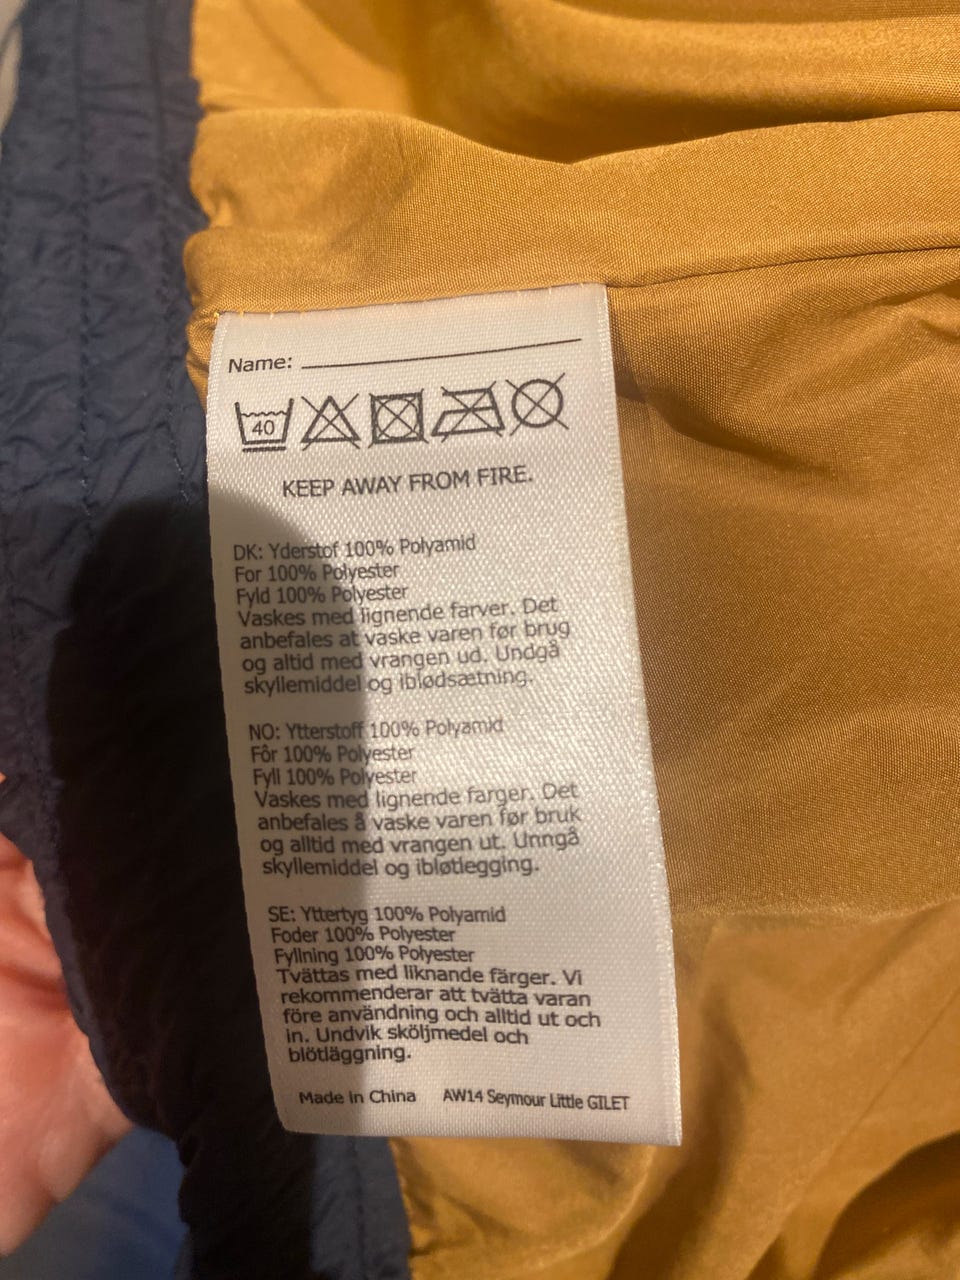 Name:
40
KEEP AWAY FROM FIRE.
DK: Yderstof 100% Polyamid
For 100% Polyester
Fyld 100% Polyester
Vaskes med lignende farver. Det
anbefales at vaske varen før brug
og altid med vrangen ud. Undgå
skyllemiddel og iblødsætning.
NO: Ytterstoff 100% Polyamid
Fôr 100% Polyester
Fyll 100% Polyester
Vaskes med lignende farger. Det
anbefales å vaske varen før bruk
og alltid med vrangen ut. Unngå
skyllemiddel og ibløtlegging.
SE: Yttertyg 100% Polyamid
Foder 100% Polyester
Fyllning 100% Polyester
Tvättas med liknande färger. Vi
rekommenderar att tvätta varan
före användning och alltid ut och
in. Undvik sköljmedel och
blötläggning.
Made in China AW14 Seymour Little GILET